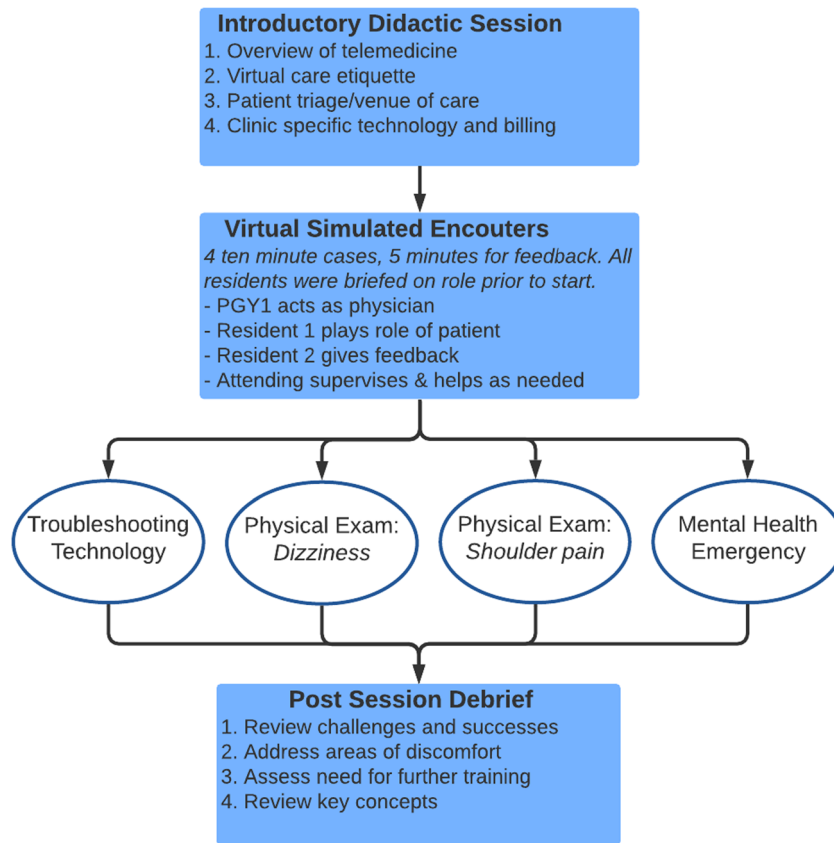 Introductory Didactic Session
1. Overview of telemedicine
2. Virtual care etiquette
3. Patient triage/venue of care
4. Clinic specific technology and billing
Virtual Simulated Encouters
4 ten minute cases, 5 minutes for feedback. All
residents were briefed on role prior to start.
- PGY1 acts as physician
- Resident 1 plays role of patient
- Resident 2 gives feedback
- Attending supervises & helps as needed
Troubleshooting
Technology
Physical Exam:
Dizziness
Physical Exam:
Shoulder pain
Mental Health
Emergency
Post Session Debrief
1. Review challenges and successes
2. Address areas of discomfort
3. Assess need for further training
4. Review key concepts